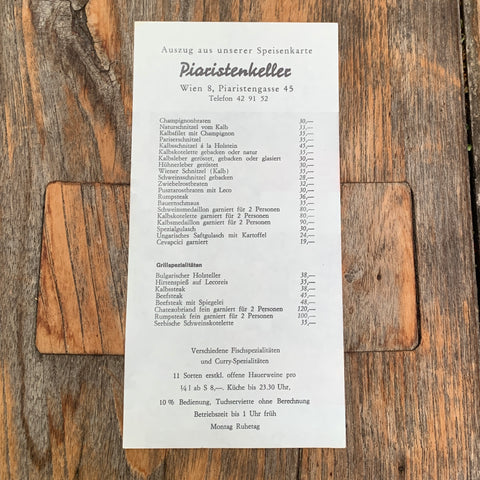 Auszug aus unserer Speisenkarte
Piaristenkeller
Wien 8, Piaristengasse 45
Telefon 42 91 52
Champignonbraten 30,—
Naturschnitzel vom Kalb 33,—
Kalbsfilet mit Champignon 35,—
Pariserschnitzel 35,—
Kalbsschnitzel á la Holstein 45,—
Kalbskotelette gebacken oder natur 35,—
Kalbsleber geröstet, gebacken oder glasiert 30,—
Hühnerleber geröstet 30,—
Wiener Schnitzel (Kalb) 35,—
Schweinsschnitzel gebacken 28,—
Zwiebelrostbraten 32,—
Pusztarostbraten mit Leco 30,—
Rumpsteak 36,—
Bauernschmaus 35,—
Schweinsmedaillon garniert für 2 Personen 80,—
Kalbskotelette garniert für 2 Personen 80,—
Kalbsmedaillon garniert für 2 Personen 90,—
Spezialgulasch 30,—
Ungarisches Saftgulasch mit Kartoffel 24,—
Cevapcici garniert 19,—
Grillspezialitäten
Bulgarischer Holsteller 38,—
Hirtenspieß auf Lecoreis 35,—
Kalbssteak 38,—
Beefsteak 45,—
Beefsteak mit Spiegelei 48,—
Chateaubriand fein garniert für 2 Personen 120,—
Rumpsteak fein garniert für 2 Personen 100,—
Serbische Schweinskotelette 35,—
Verschiedene Fischspezialitäten
und Curry-Spezialitäten
11 Sorten erstkl. offene Hauerweine pro
¼ l ab S 8,—. Küche bis 23.30 Uhr,
10 % Bedienung, Tuchserviette ohne Berechnung
Betriebszeit bis 1 Uhr früh
Montag Ruhetag